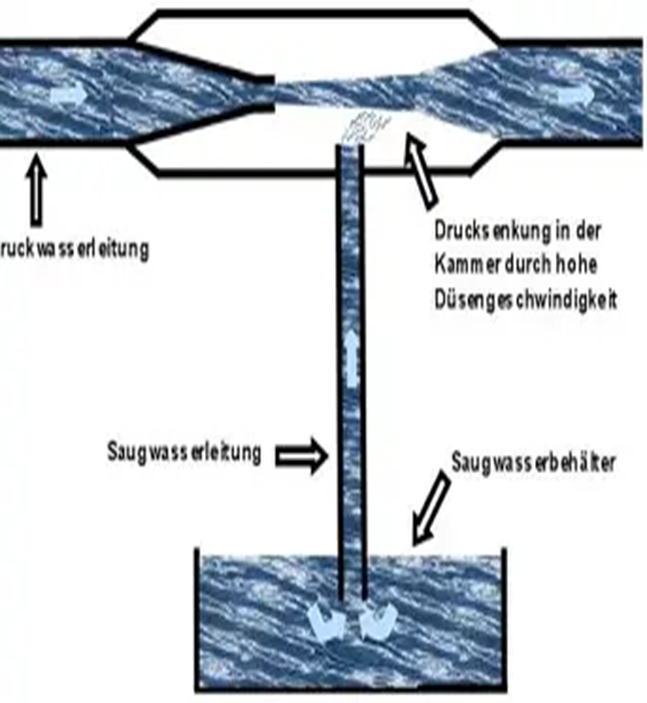 ruckwasserleitung
Drucksenkung in der
Kammer durch hohe
Düsengeschwindigkeit
Saugwasserleitung
Saugwasserbehälter